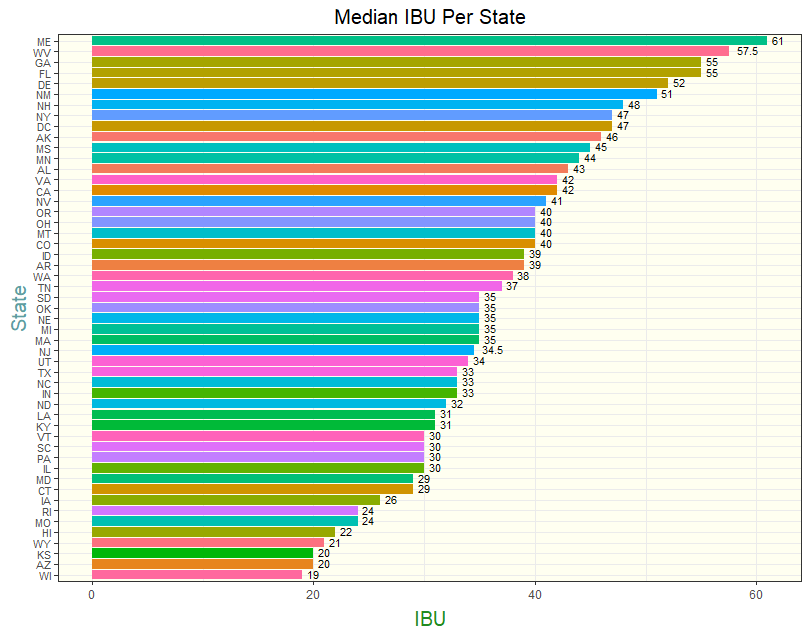 Median IBU Per State
ME 61
WV 57.5
GA 55
FL 55
DE 52
NM 51
NH 48
NY 47
DC 47
AK 46
MS 45
MN 44
AL 43
VA 42
CA 42
NV 41
OR 40
OH 40
MT 40
CO 40
ID 39
AR 39
WA 38
TN 37
SD 35
OK 35
NE 35
MI 35
MA 35
NJ 34.5
UT 34
TX 33
NC 33
IN 33
ND 32
LA 31
KY 31
VT 30
SC 30
PA 30
IL 30
MD 29
CT 29
IA 26
RI 24
MO 24
HI 22
WY 21
KS 20
AZ 20
WI 19
State
0 20 40 60
IBU